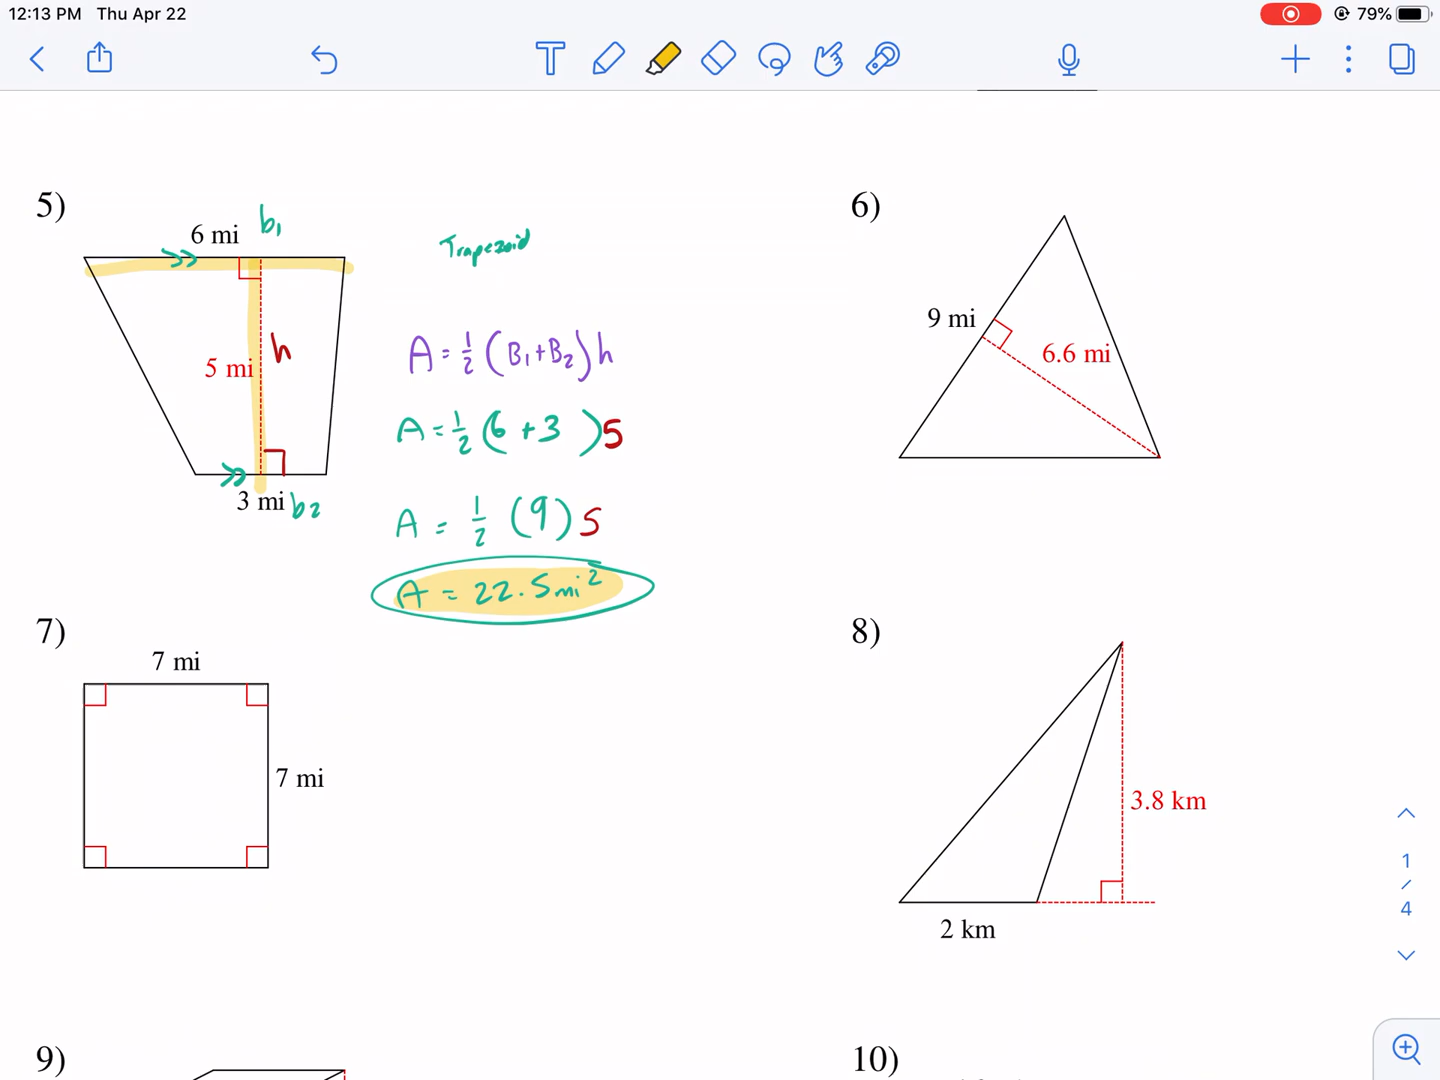 12:13 PM Thu Apr 22
79%
5)
6 mi b₁
5 mi h
3 mi b₂
Trapezoid
A = ½ (B₁+B₂)h
A = ½ (6 + 3 )5
A = ½ (9) 5
A = 22.5mi²
6)
9 mi
6.6 mi
7)
7 mi
7 mi
8)
3.8 km
2 km
1
/
4
9)
10)